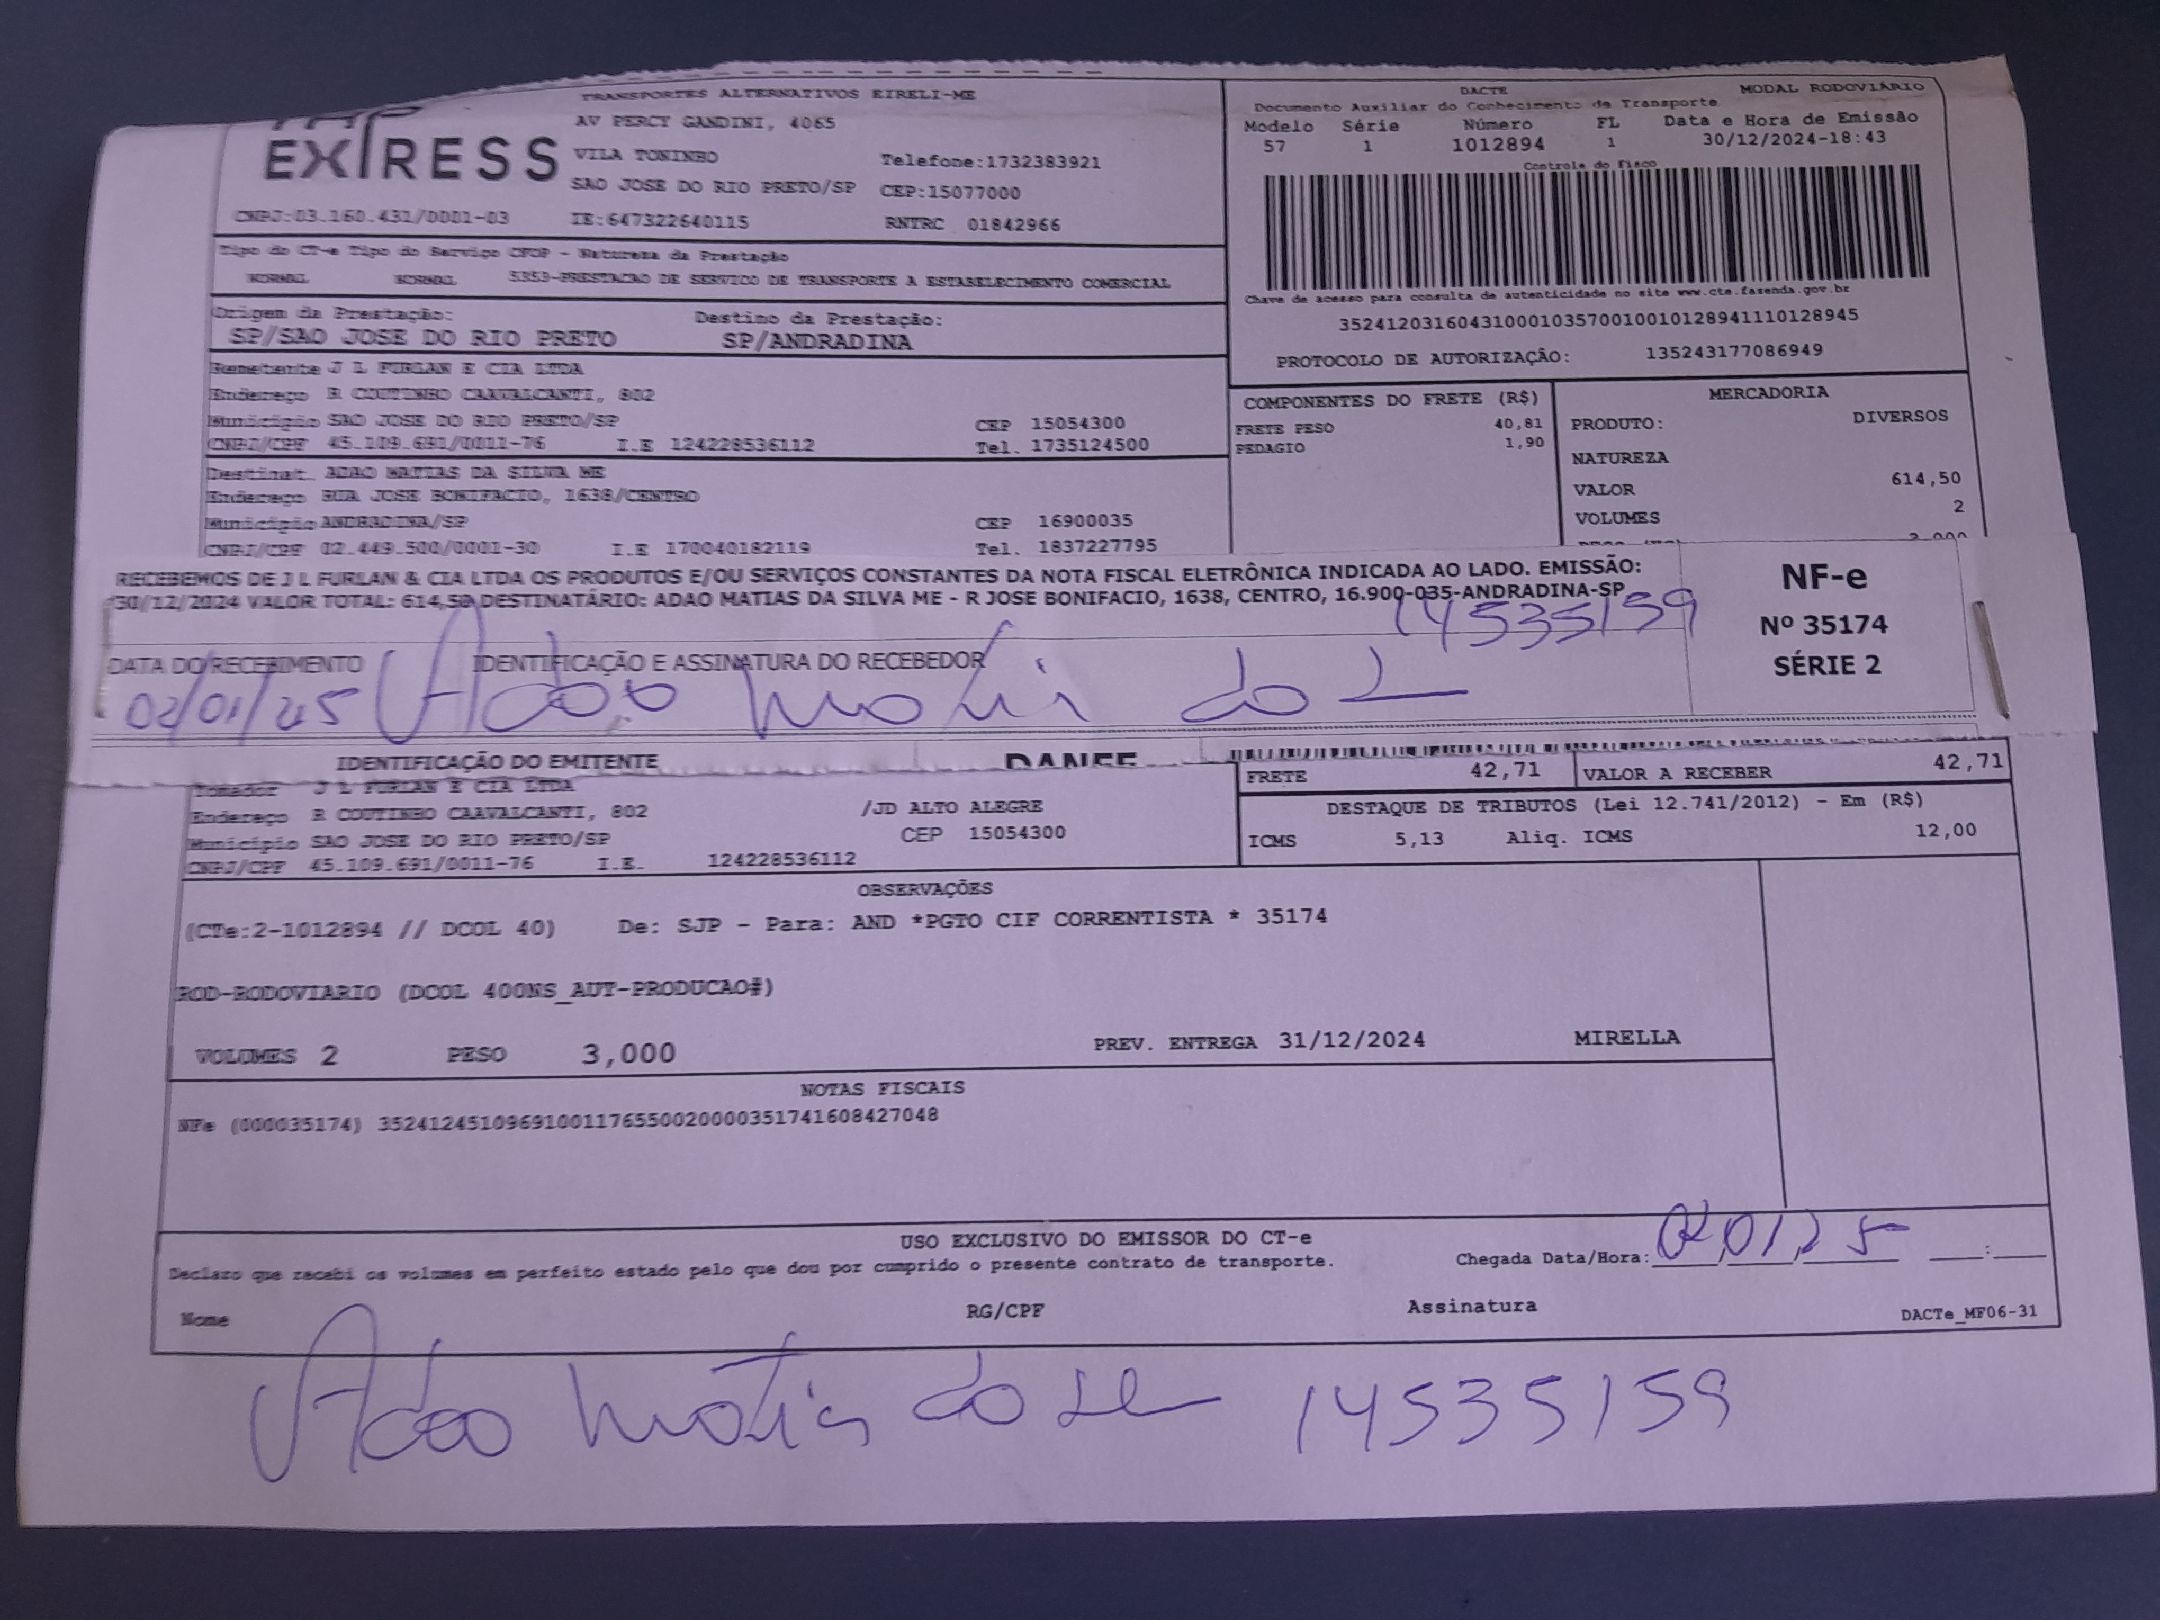 TRANSPORTES ALTERNATIVOS EIRELI-ME
EXPRESS
AV PERCY GANDINI, 4065
VILA TONINHO Telefone:1732383921
SAO JOSE DO RIO PRETO/SP CEP:15077000
CNPJ:03.160.431/0001-03 IE:647322640115 RNTRC 01842966
DACTE MODAL RODOVIÁRIO
Documento Auxiliar do Conhecimento de Transporte
Modelo Série Número FL Data e Hora de Emissão
57 1 1012894 1 30/12/2024-18:43
Controle do Fisco
Chave de acesso para consulta de autenticidade no site www.cte.fazenda.gov.br
35241203160431000103570010010128941110128945
PROTOCOLO DE AUTORIZAÇÃO: 135243177086949
Tipo do CT-e Tipo do Serviço CFOP - Natureza da Prestação
NORMAL NORMAL 5353-PRESTACAO DE SERVICO DE TRANSPORTE A ESTABELECIMENTO COMERCIAL
Origem da Prestação: Destino da Prestação:
SP/SAO JOSE DO RIO PRETO SP/ANDRADINA
Remetente J L FURLAN E CIA LTDA
Endereço R COUTINHO CAAVALCANTI, 802
Município SAO JOSE DO RIO PRETO/SP CEP 15054300
CNPJ/CPF 45.109.691/0011-76 I.E 124228536112 Tel. 1735124500
Destinat. ADAO MATIAS DA SILVA ME
Endereço RUA JOSE BONIFACIO, 1638/CENTRO
Município ANDRADINA/SP CEP 16900035
CNPJ/CPF 02.449.500/0001-30 I.E 170040182119 Tel. 1837227795
COMPONENTES DO FRETE (R$)
FRETE PESO 40,81
PEDAGIO 1,90
MERCADORIA
PRODUTO: DIVERSOS
NATUREZA
VALOR 614,50
VOLUMES 2
RECEBEMOS DE J L FURLAN & CIA LTDA OS PRODUTOS E/OU SERVIÇOS CONSTANTES DA NOTA FISCAL ELETRÔNICA INDICADA AO LADO. EMISSÃO:
30/12/2024 VALOR TOTAL: 614,50 DESTINATÁRIO: ADAO MATIAS DA SILVA ME - R JOSE BONIFACIO, 1638, CENTRO, 16.900-035-ANDRADINA-SP
14535159
DATA DO RECEBIMENTO IDENTIFICAÇÃO E ASSINATURA DO RECEBEDOR
02/01/25 Adao Matias da
NF-e
Nº 35174
SÉRIE 2
IDENTIFICAÇÃO DO EMITENTE DANFE
FRETE 42,71 VALOR A RECEBER 42,71
Tomador J L FURLAN E CIA LTDA
Endereço R COUTINHO CAAVALCANTI, 802 /JD ALTO ALEGRE
Município SAO JOSE DO RIO PRETO/SP CEP 15054300
CNPJ/CPF 45.109.691/0011-76 I.E. 124228536112
DESTAQUE DE TRIBUTOS (Lei 12.741/2012) - Em (R$)
ICMS 5,13 Aliq. ICMS 12,00
OBSERVAÇÕES
(CTe:2-1012894 // DCOL 40) De: SJP - Para: AND *PGTO CIF CORRENTISTA * 35174
ROD-RODOVIARIO (DCOL 400NS_AUT-PRODUCAO#)
VOLUMES 2 PESO 3,000 PREV. ENTREGA 31/12/2024 MIRELLA
NOTAS FISCAIS
NFe (000035174) 35241245109691001176550020000351741608427048
USO EXCLUSIVO DO EMISSOR DO CT-e
Declaro que recebi os volumes em perfeito estado pelo que dou por cumprido o presente contrato de transporte.
Chegada Data/Hora: 02 01 25 :
Nome RG/CPF Assinatura DACTe_MF06-31
Adao Matias da 14535159